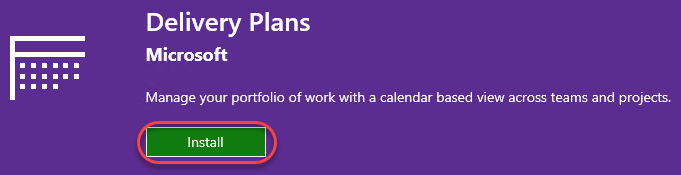 Delivery Plans
Microsoft
Manage your portfolio of work with a calendar based view across teams and projects.
Install